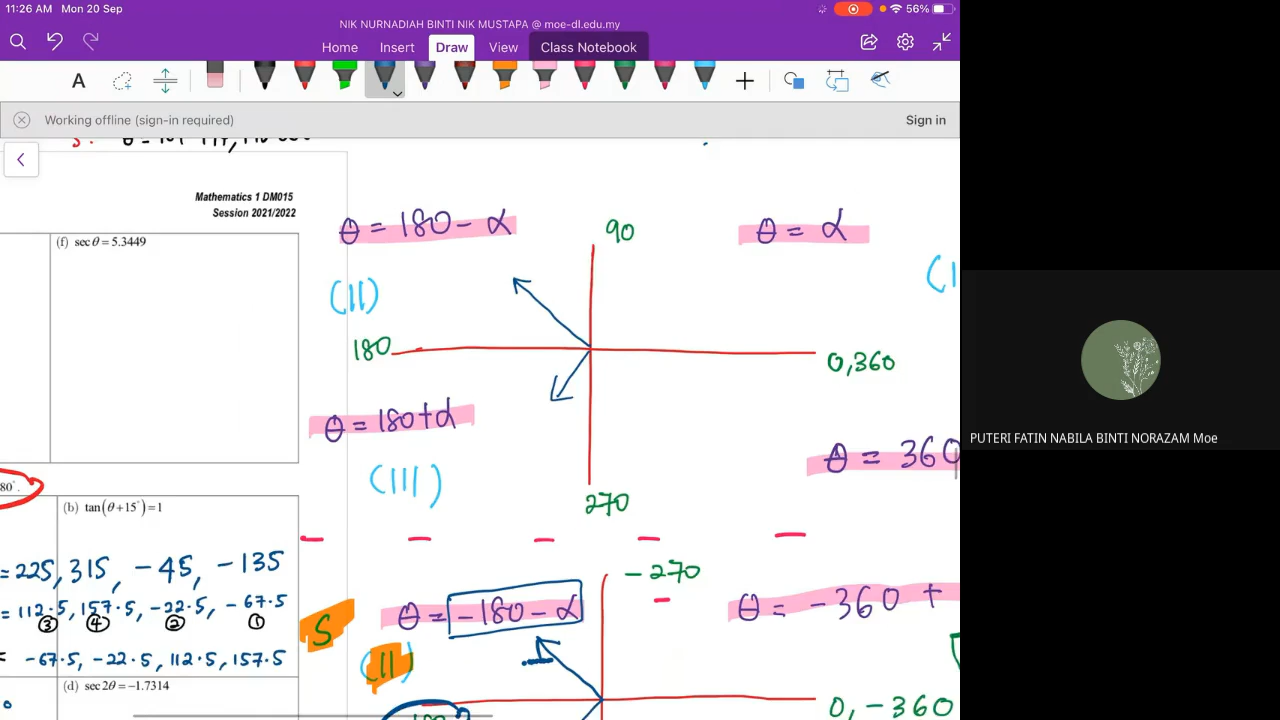 11:26 AM Mon 20 Sep
56%
NIK NURNADIAH BINTI NIK MUSTAPA @ moe-dl.edu.my
Home Insert Draw View Class Notebook
A
Working offline (sign-in required) Sign in
Mathematics 1 DM015
Session 2021/2022
(f) sec θ = 5.3449
θ = 180 - α
90
θ = α
(II)
180
0,360
θ = 180+α
θ = 360
(III)
270
80°.
(b) tan(θ+15°)=1
=225, 315, -45, -135
=112.5, 157.5, -22.5, -67.5
③ ④ ② ①
-67.5, -22.5, 112.5, 157.5
(d) sec 2θ = -1.7314
-270
θ = -180 - α
θ = -360 +
S
(II)
0, -360
PUTERI FATIN NABILA BINTI NORAZAM Moe